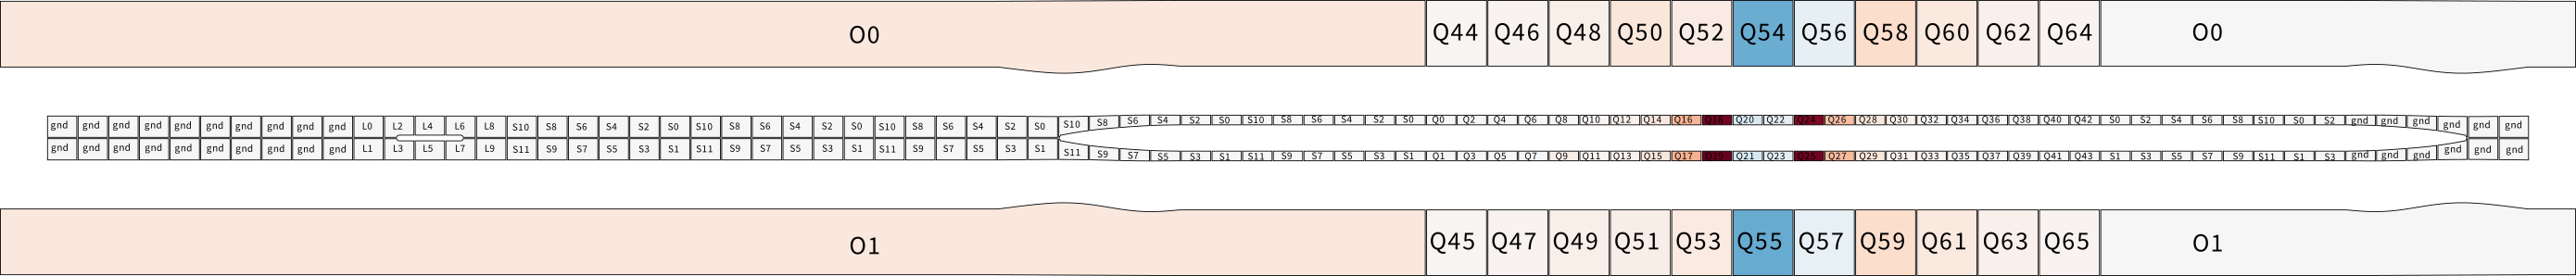 O0 Q44 Q46 Q48 Q50 Q52 Q54 Q56 Q58 Q60 Q62 Q64 O0
gnd gnd gnd gnd gnd gnd gnd gnd gnd gnd L0 L2 L4 L6 L8 S10 S8 S6 S4 S2 S0 S10 S8 S6 S4 S2 S0 S10 S8 S6 S4 S2 S0 S10 S8 S6 S4 S2 S0 S10 S8 S6 S4 S2 S0 Q0 Q2 Q4 Q6 Q8 Q10 Q12 Q14 Q16 Q18 Q20 Q22 Q24 Q26 Q28 Q30 Q32 Q34 Q36 Q38 Q40 Q42 S0 S2 S4 S6 S8 S10 S0 S2 gnd gnd gnd gnd gnd gnd
gnd gnd gnd gnd gnd gnd gnd gnd gnd gnd L1 L3 L5 L7 L9 S11 S9 S7 S5 S3 S1 S11 S9 S7 S5 S3 S1 S11 S9 S7 S5 S3 S1 S11 S9 S7 S5 S3 S1 S11 S9 S7 S5 S3 S1 Q1 Q3 Q5 Q7 Q9 Q11 Q13 Q15 Q17 Q19 Q21 Q23 Q25 Q27 Q29 Q31 Q33 Q35 Q37 Q39 Q41 Q43 S1 S3 S5 S7 S9 S11 S1 S3 gnd gnd gnd gnd gnd gnd
O1 Q45 Q47 Q49 Q51 Q53 Q55 Q57 Q59 Q61 Q63 Q65 O1